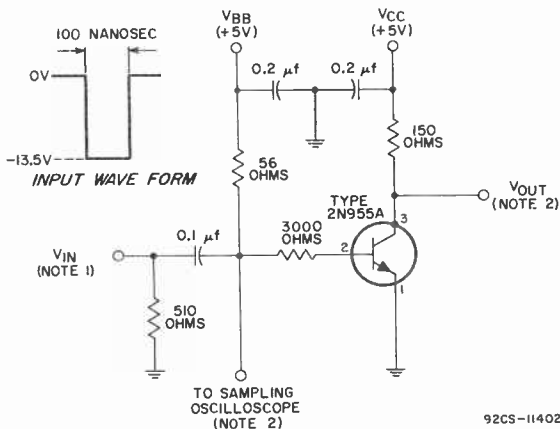 100 NANOSEC
0V
-13.5V
INPUT WAVE FORM
VBB
(+5V)
VCC
(+5V)
0.2 µf
0.2 µf
150
OHMS
56
OHMS
TYPE
2N955A
3
VOUT
(NOTE 2)
3000
OHMS
2
1
0.1 µf
VIN
(NOTE 1)
510
OHMS
TO SAMPLING
OSCILLOSCOPE
(NOTE 2)
92CS-11402